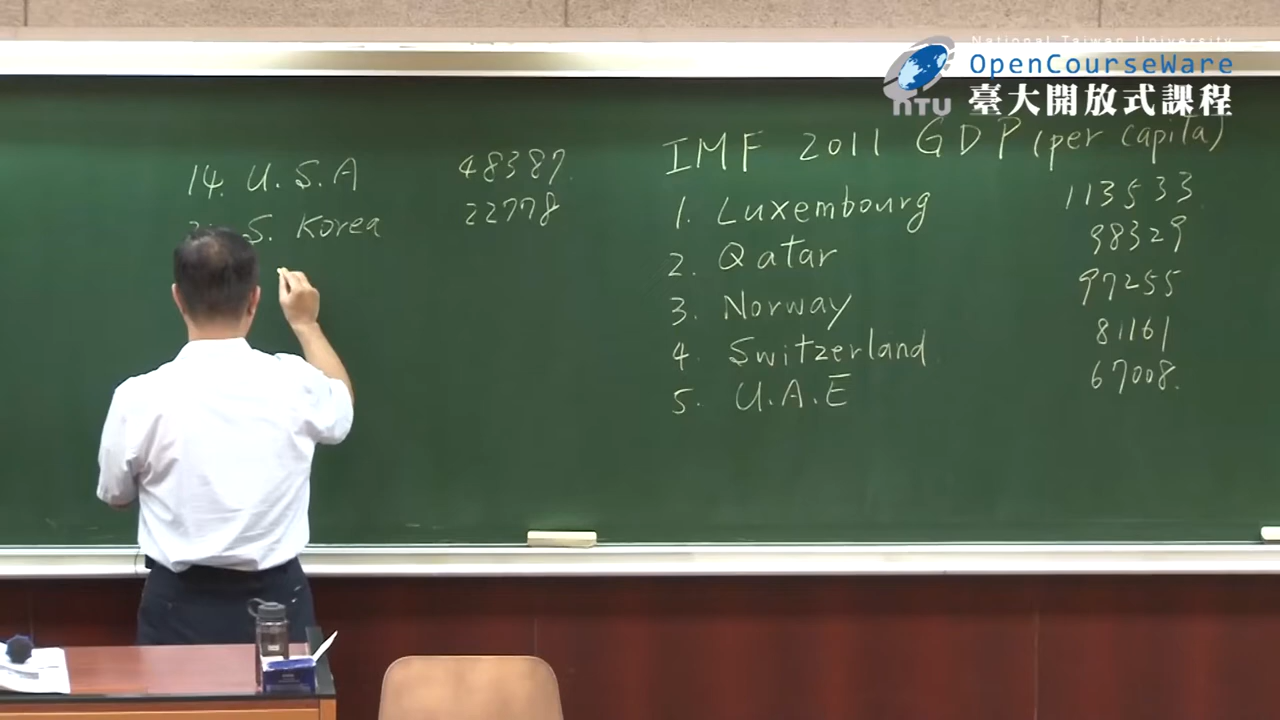 National Taiwan University
OpenCourseWare
NTU 臺大開放式課程
IMF 2011 GDP (per capita)
1. Luxembourg 113533
2. Qatar 98329
3. Norway 97255
4. Switzerland 81161
5. U.A.E 67008.
14. U.S.A 48387.
S. Korea 22778